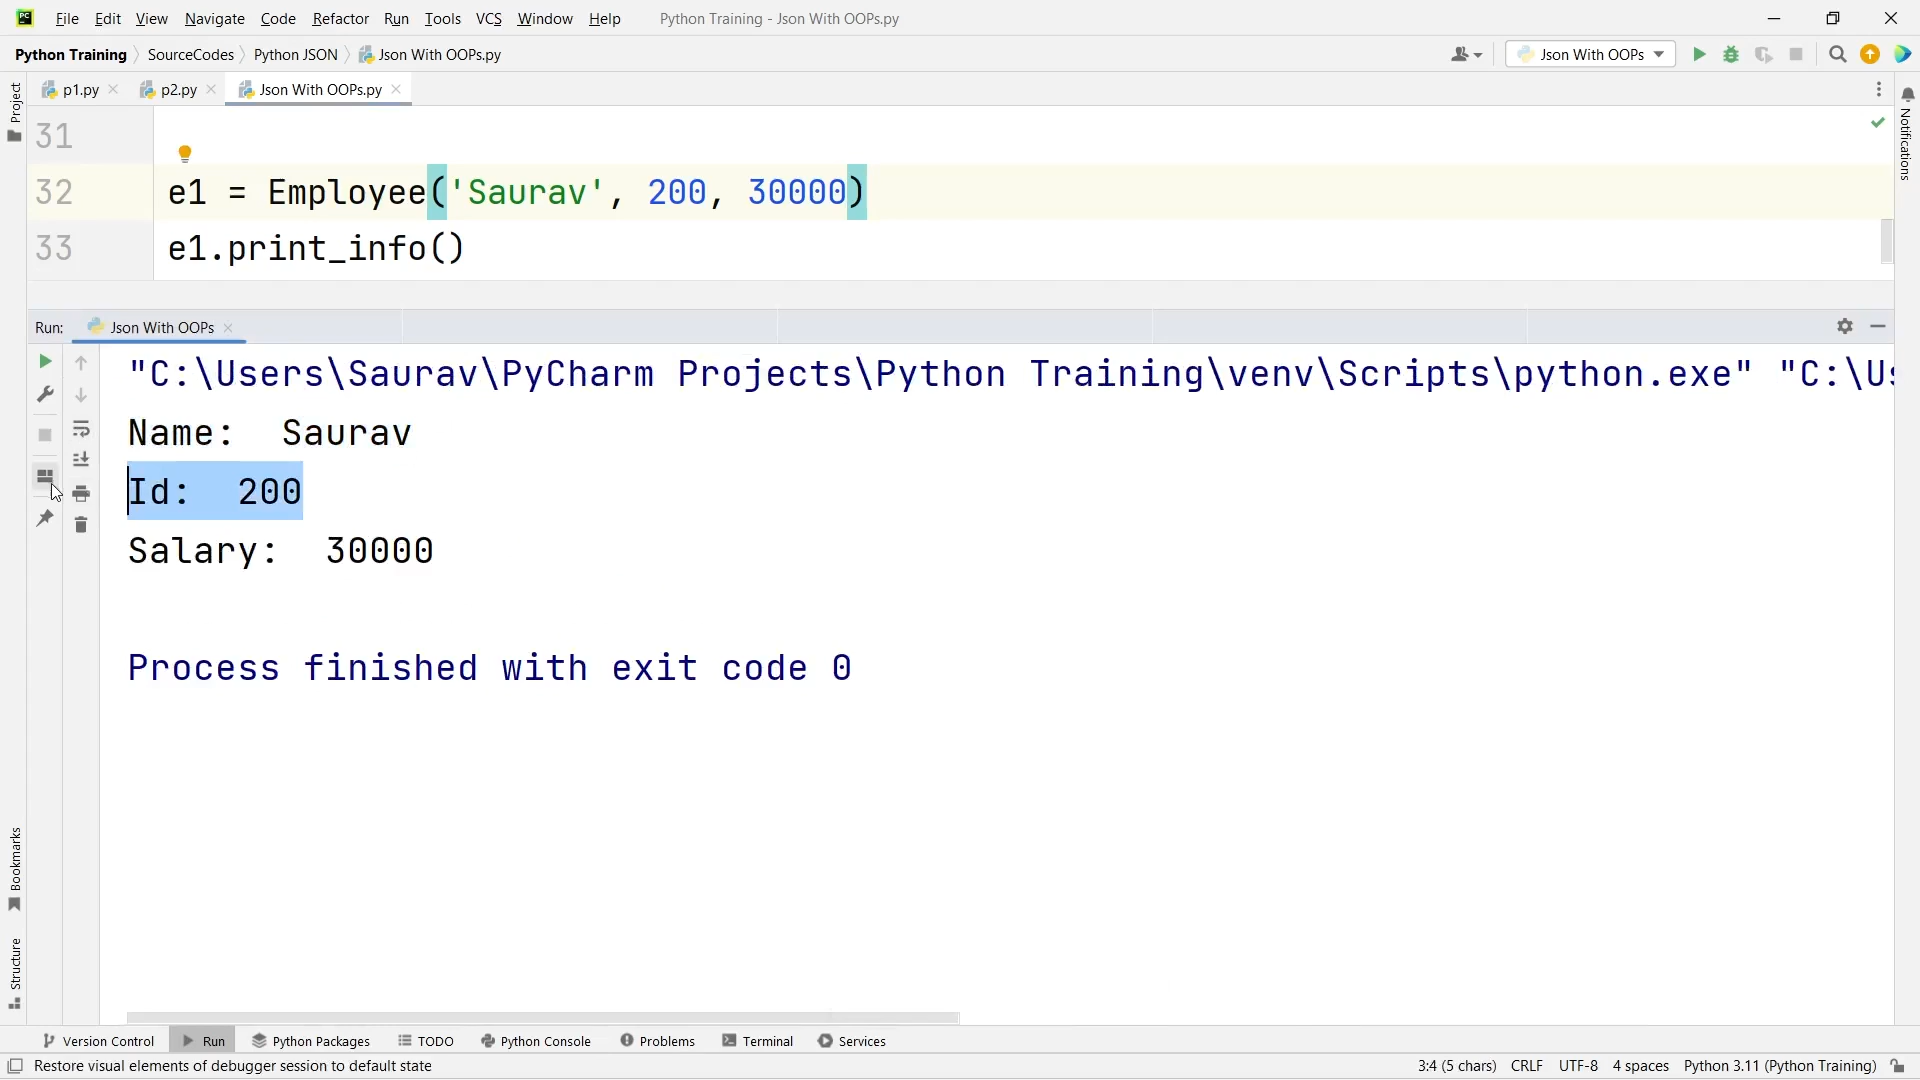 File Edit View Navigate Code Refactor Run Tools VCS Window Help Python Training - Json With OOPs.py
Python Training SourceCodes Python JSON Json With OOPs.py Json With OOPs
Project p1.py p2.py Json With OOPs.py Notifications
31
32 e1 = Employee('Saurav', 200, 30000)
33 e1.print_info()
Run: Json With OOPs
"C:\Users\Saurav\PyCharm Projects\Python Training\venv\Scripts\python.exe" "C:\Us
Name:  Saurav
Id:  200
Salary:  30000
Process finished with exit code 0
Bookmarks
Structure
Version Control Run Python Packages TODO Python Console Problems Terminal Services
Restore visual elements of debugger session to default state 3:4 (5 chars) CRLF UTF-8 4 spaces Python 3.11 (Python Training)